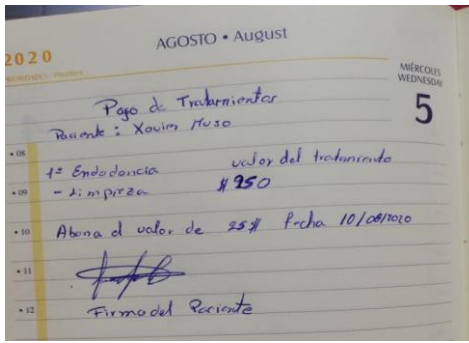 2020
AGOSTO • August
MIÉRCOLES
WEDNESDAY
5
Pago de Tratamientos
Paciente : Xavier Muso
• 08
1= Endodoncia valor del tratamiento
• 09
- Limpieza $ 250
• 10
Abona el valor de 25$ fecha 10/08/2020
• 11
• 12
Firma del Paciente